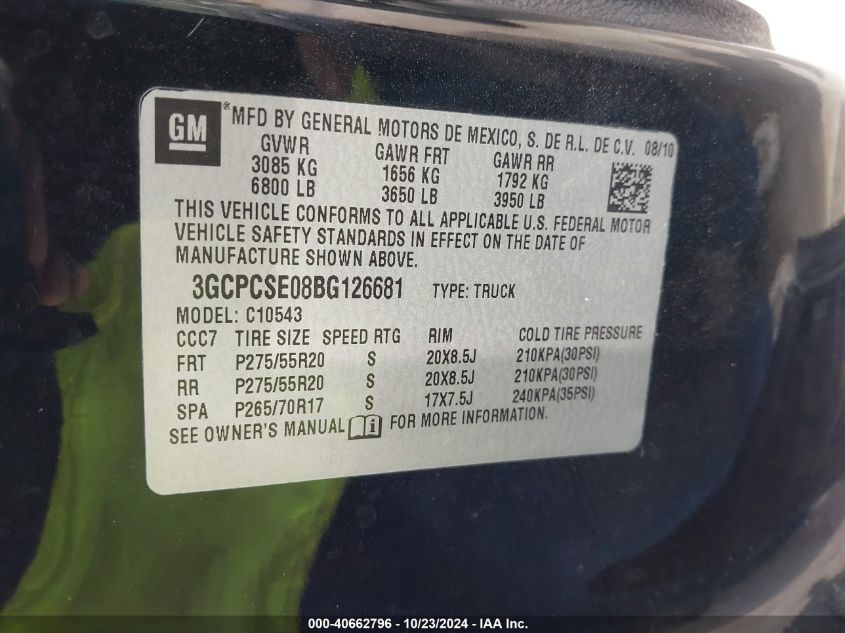 GM ® MFD BY GENERAL MOTORS DE MEXICO, S. DE R.L. DE C.V. 08/10
GVWR GAWR FRT GAWR RR
3085 KG 1656 KG 1792 KG
6800 LB 3650 LB 3950 LB
THIS VEHICLE CONFORMS TO ALL APPLICABLE U.S. FEDERAL MOTOR
VEHICLE SAFETY STANDARDS IN EFFECT ON THE DATE OF
MANUFACTURE SHOWN ABOVE.
3GCPCSE08BG126681 TYPE: TRUCK
MODEL: C10543
CCC7 TIRE SIZE SPEED RTG RIM COLD TIRE PRESSURE
FRT P275/55R20 S 20X8.5J 210KPA(30PSI)
RR P275/55R20 S 20X8.5J 210KPA(30PSI)
SPA P265/70R17 S 17X7.5J 240KPA(35PSI)
SEE OWNER'S MANUAL i FOR MORE INFORMATION.
000-40662796 - 10/23/2024 - IAA Inc.